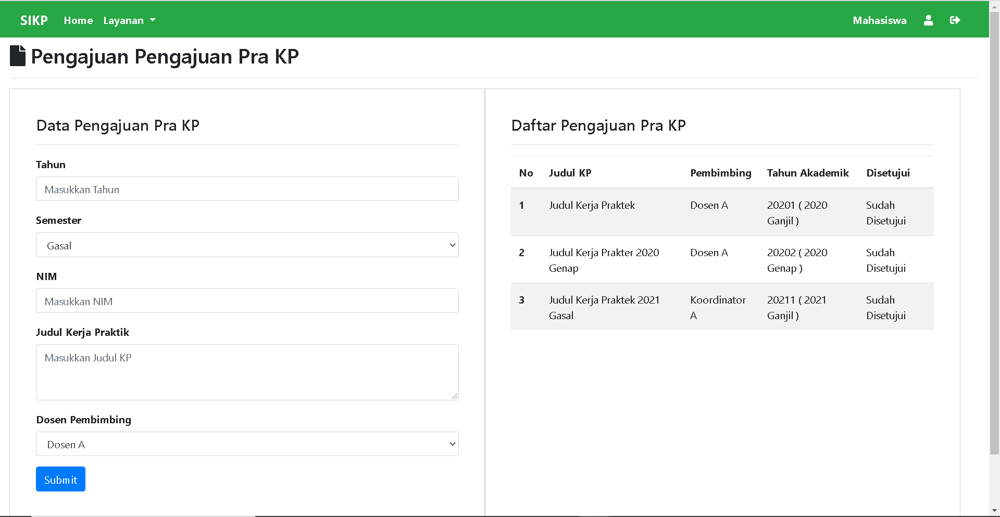 SIKP Home Layanan Mahasiswa
Pengajuan Pengajuan Pra KP
Data Pengajuan Pra KP
Tahun
Masukkan Tahun
Semester
Gasal
NIM
Masukkan NIM
Judul Kerja Praktik
Masukkan Judul KP
Dosen Pembimbing
Dosen A
Submit
Daftar Pengajuan Pra KP
No Judul KP Pembimbing Tahun Akademik Disetujui
1 Judul Kerja Praktek Dosen A 20201 ( 2020 Sudah
Ganjil ) Disetujui
2 Judul Kerja Prakter 2020 Dosen A 20202 ( 2020 Sudah
Genap Genap ) Disetujui
3 Judul Kerja Praktek 2021 Koordinator 20211 ( 2021 Sudah
Gasal A Ganjil ) Disetujui